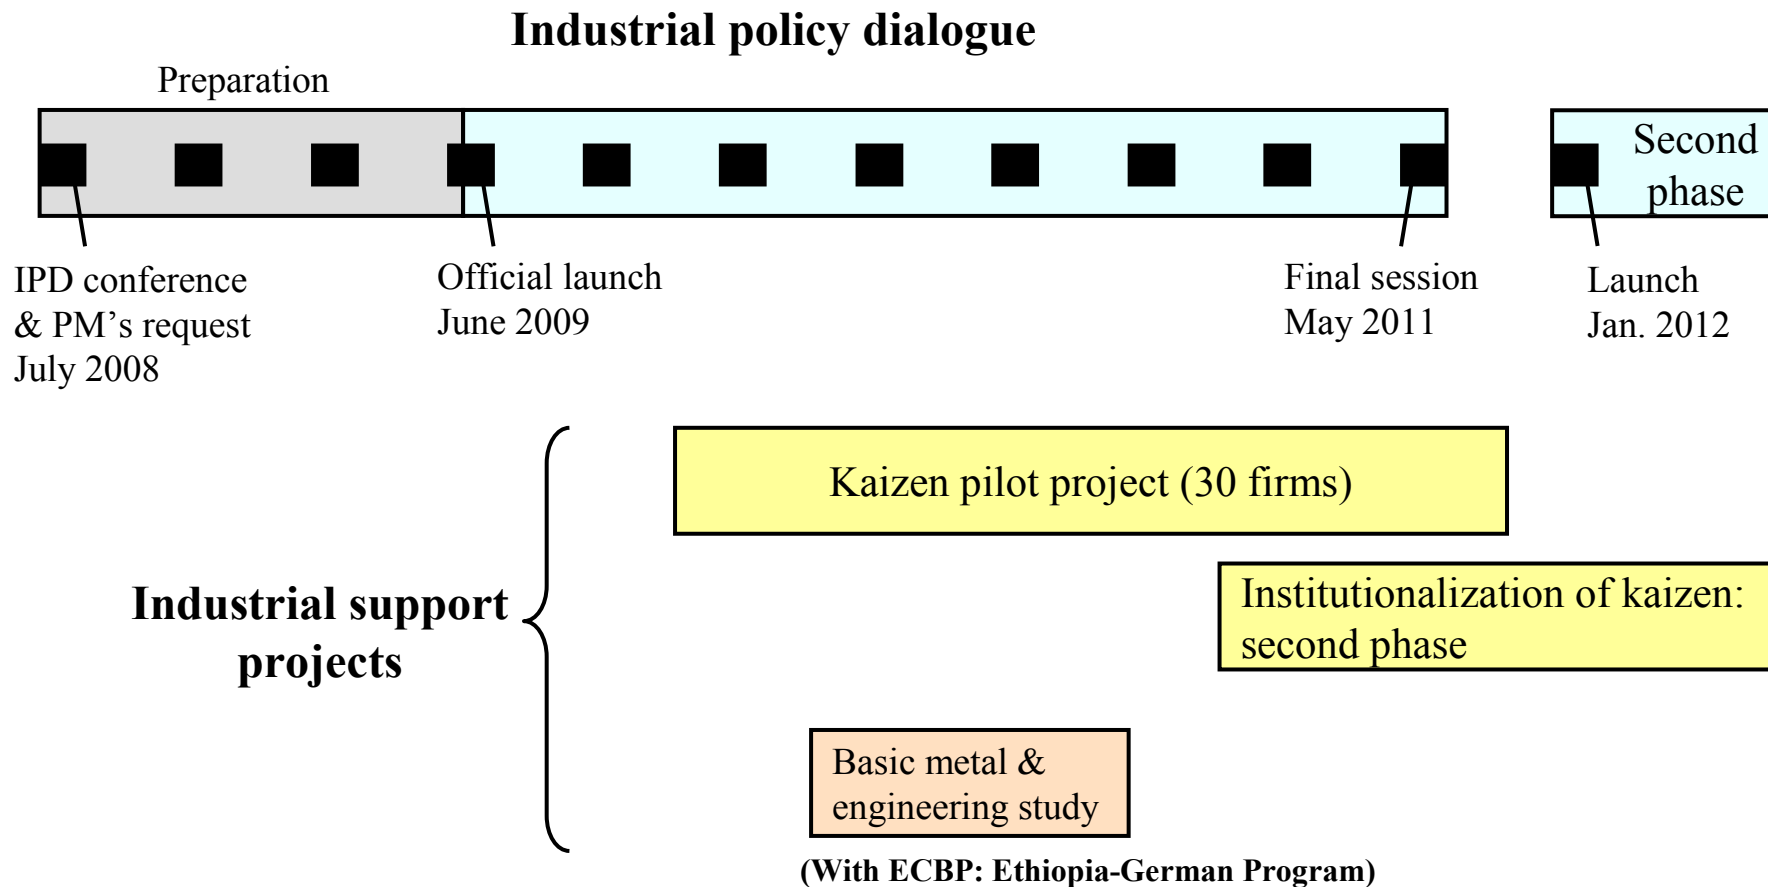 Industrial policy dialogue
Preparation
Second
phase
IPD conference
& PM’s request
July 2008
Official launch
June 2009
Final session
May 2011
Launch
Jan. 2012
Kaizen pilot project (30 firms)
Institutionalization of kaizen:
second phase
Industrial support
projects
Basic metal &
engineering study
(With ECBP: Ethiopia-German Program)